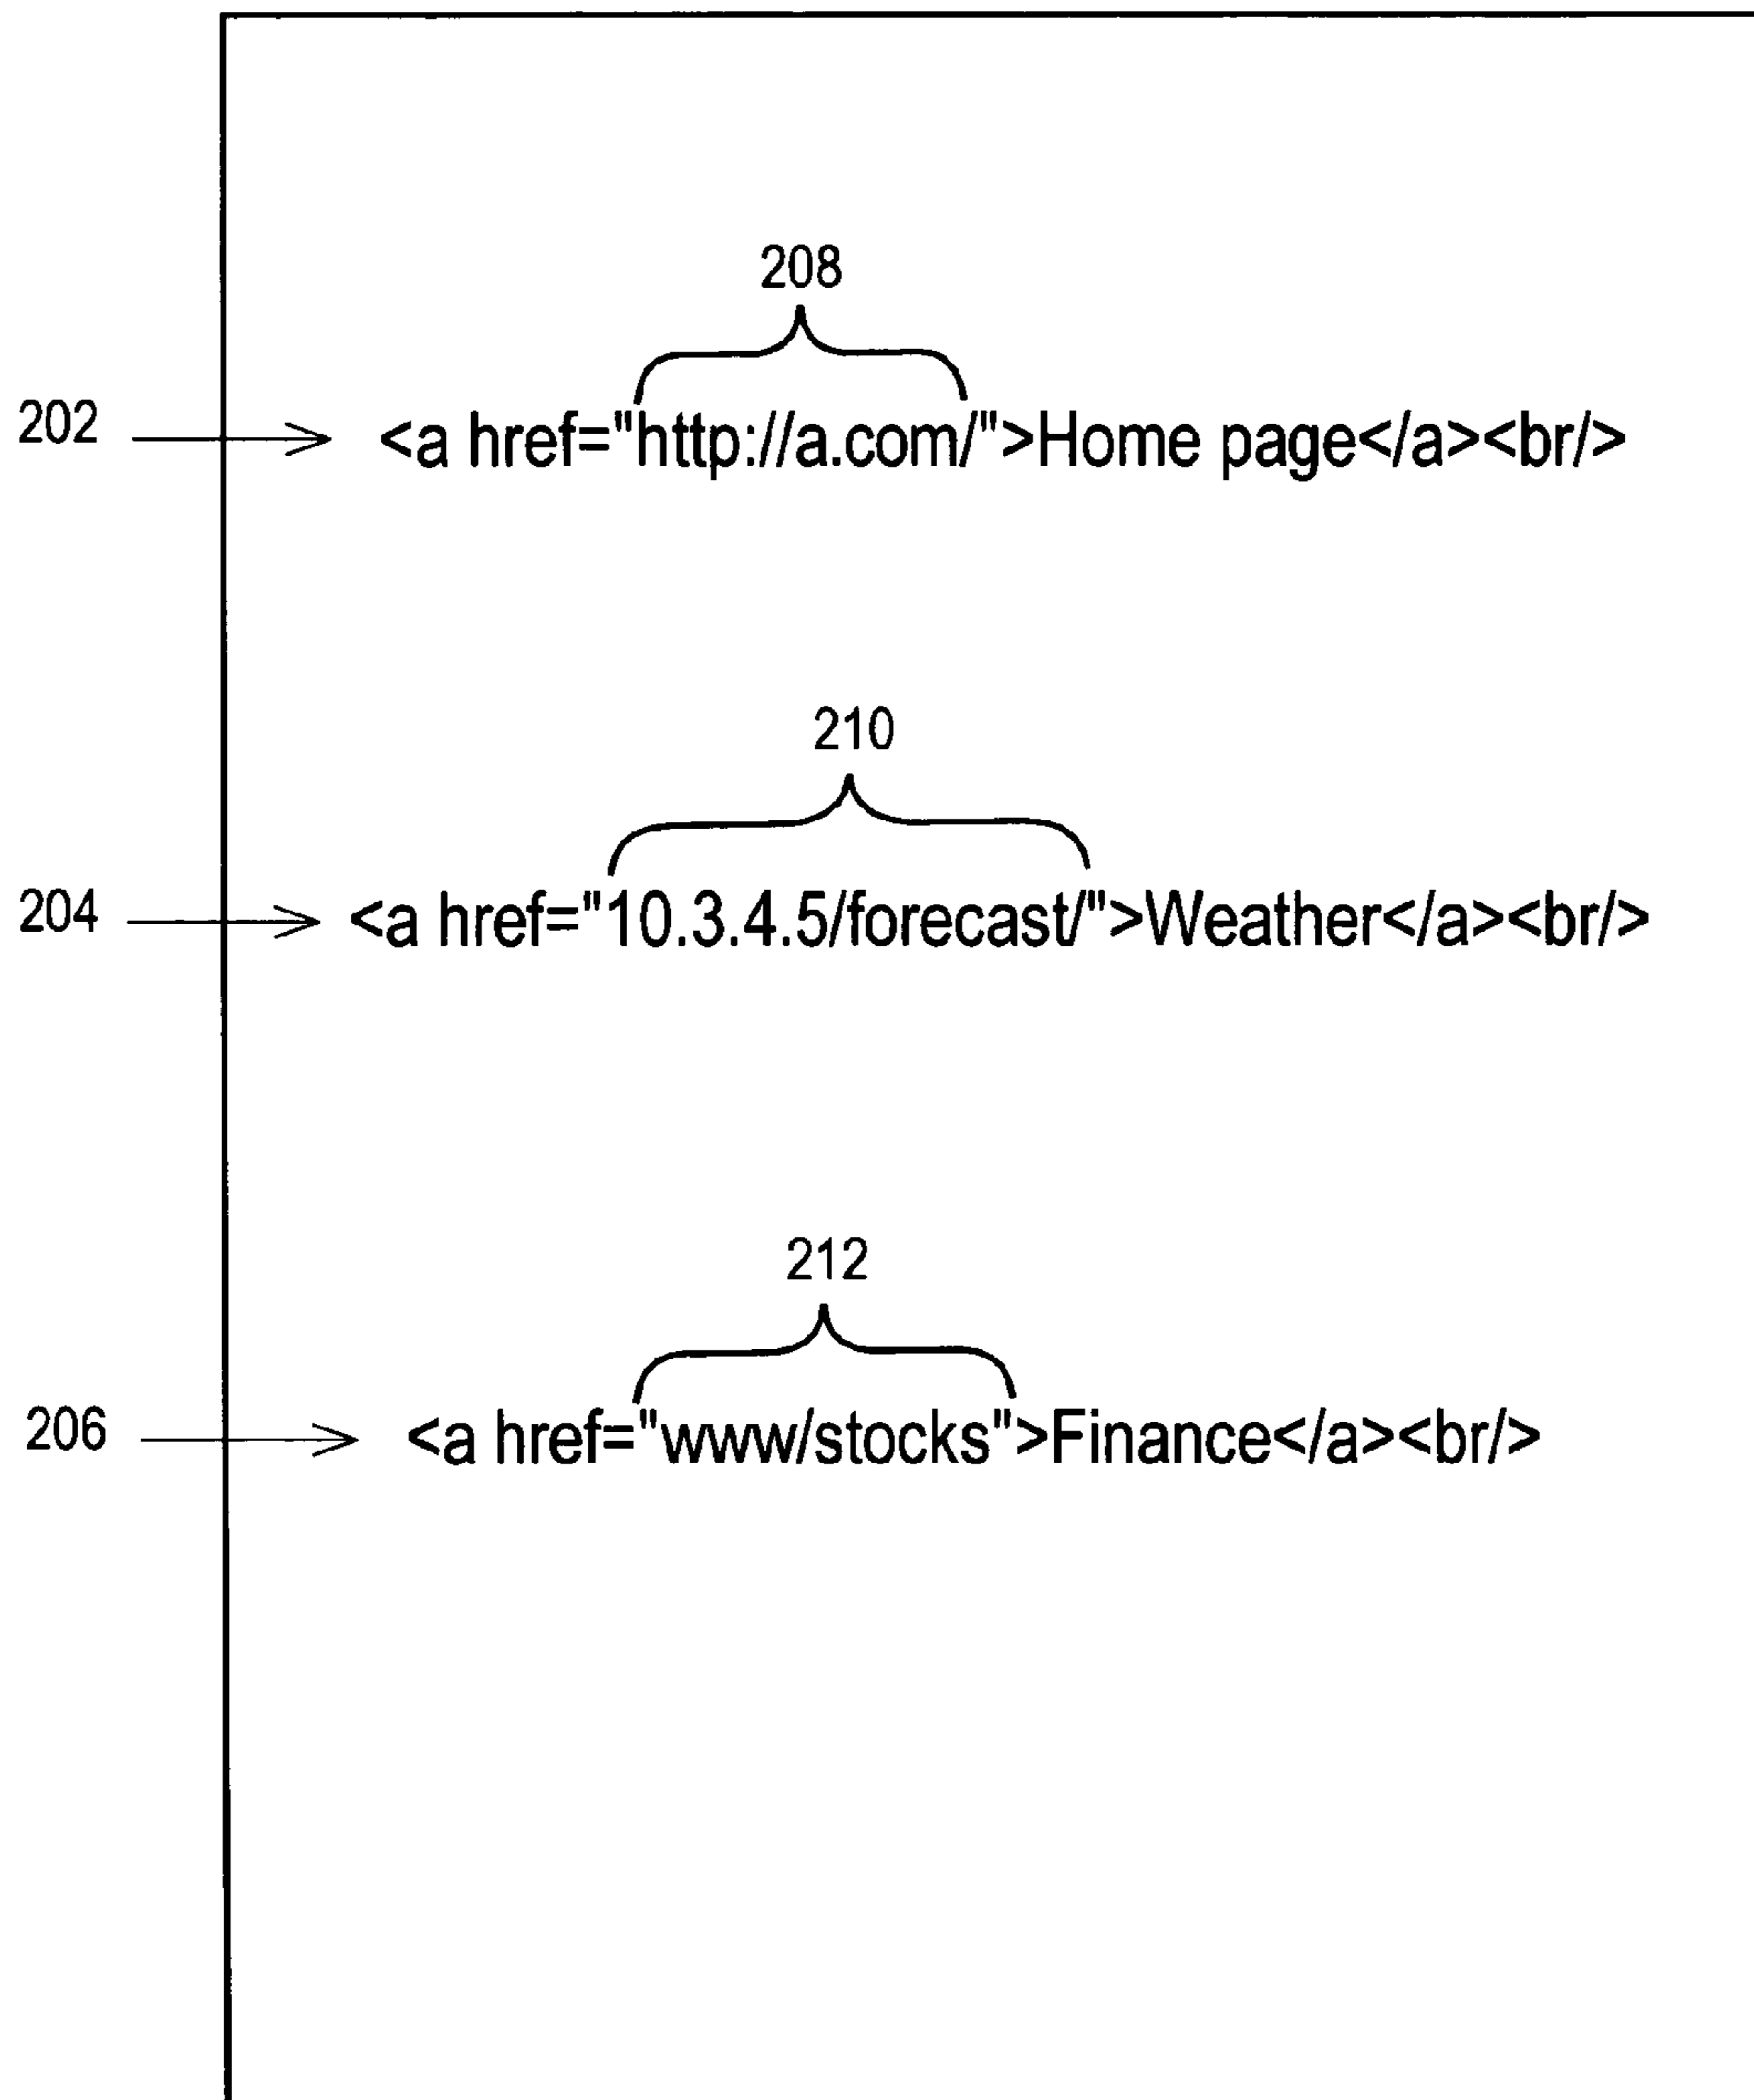 208
202 <a href="http://a.com/">Home page</a><br/>
210
204 <a href="10.3.4.5/forecast/">Weather</a><br/>
212
206 <a href="www/stocks">Finance</a><br/>